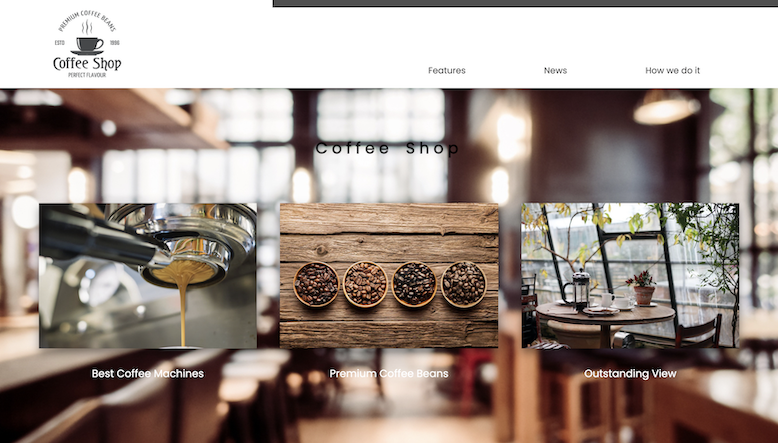 PREMIUM COFFEE BEANS
ESTD 1996
Coffee Shop
PERFECT FLAVOUR
Features News How we do it
Coffee Shop
Best Coffee Machines Premium Coffee Beans Outstanding View